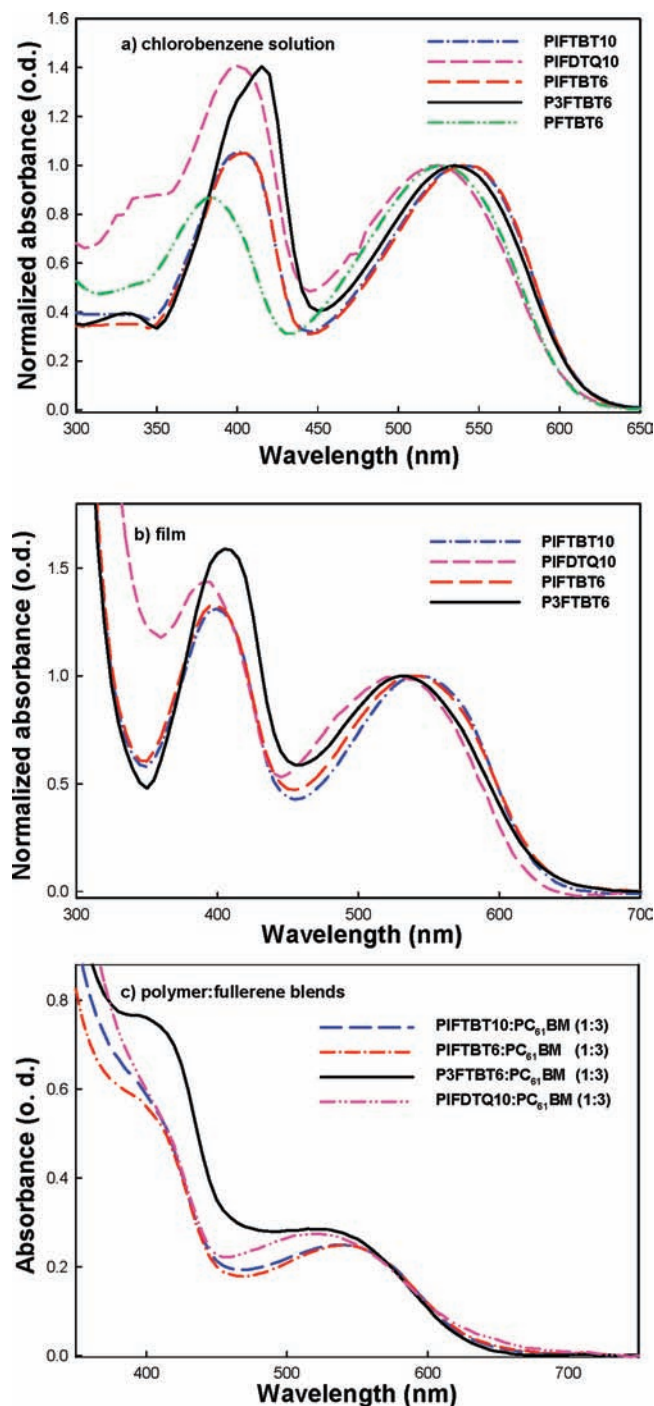 a) chlorobenzene solution
PIFTBT10
PIFDTQ10
PIFTBT6
P3FTBT6
PFTBT6
Normalized absorbance (o.d.)
1.6
1.4
1.2
1.0
0.8
0.6
0.4
0.2
0.0
300 350 400 450 500 550 600 650
Wavelength (nm)
b) film
PIFTBT10
PIFDTQ10
PIFTBT6
P3FTBT6
Normalized absorbance (o.d.)
1.5
1.0
0.5
0.0
300 400 500 600 700
Wavelength (nm)
c) polymer:fullerene blends
PIFTBT10:PC61BM (1:3)
PIFTBT6:PC61BM (1:3)
P3FTBT6:PC61BM (1:3)
PIFDTQ10:PC61BM (1:3)
Absorbance (o. d.)
0.8
0.6
0.4
0.2
0.0
400 500 600 700
Wavelength (nm)